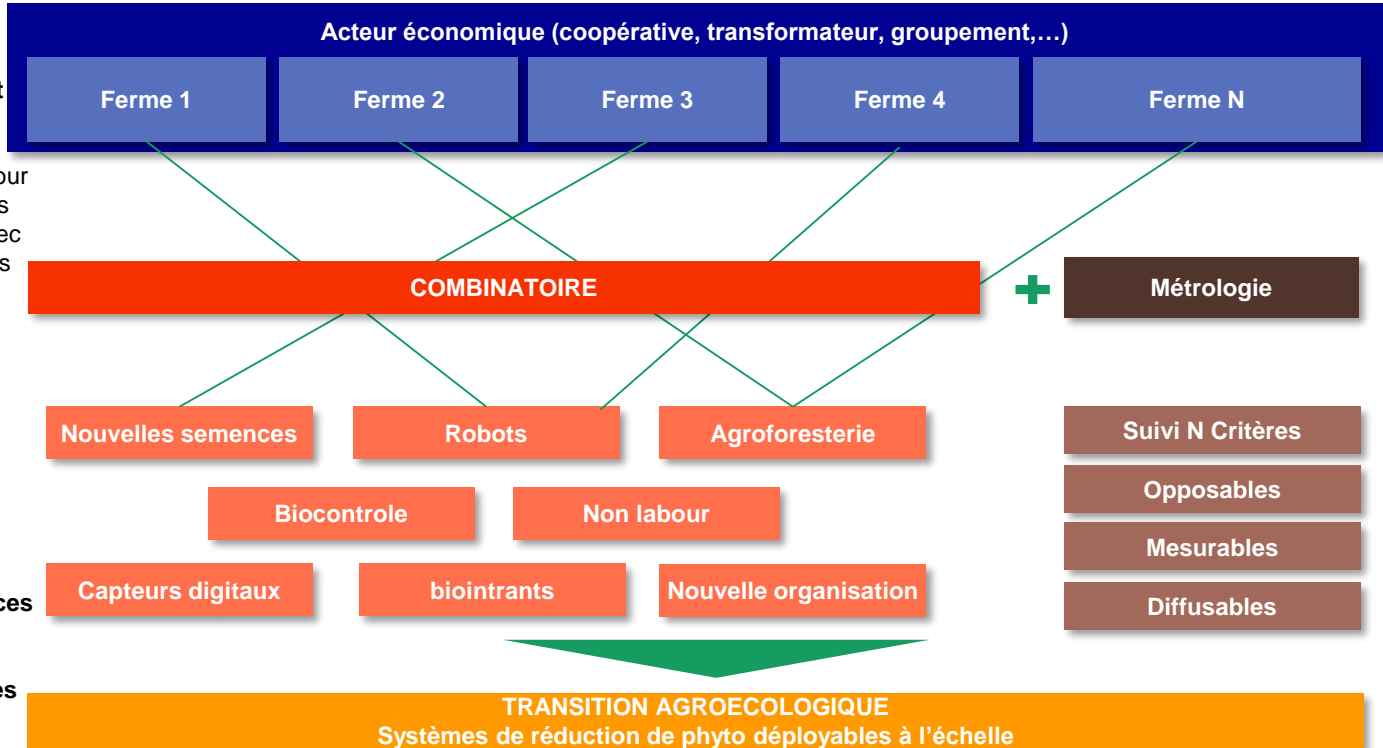 Acteur économique (coopérative, transformateur, groupement,…)
Ferme 1
Ferme 2
Ferme 3
Ferme 4
Ferme N
COMBINATOIRE
Métrologie
Nouvelles semences
Robots
Agroforesterie
Suivi N Critères
Biocontrole
Non labour
Opposables
Mesurables
Capteurs digitaux
biointrants
Nouvelle organisation
Diffusables
TRANSITION AGROECOLOGIQUE
Systèmes de réduction de phyto déployables à l’échelle